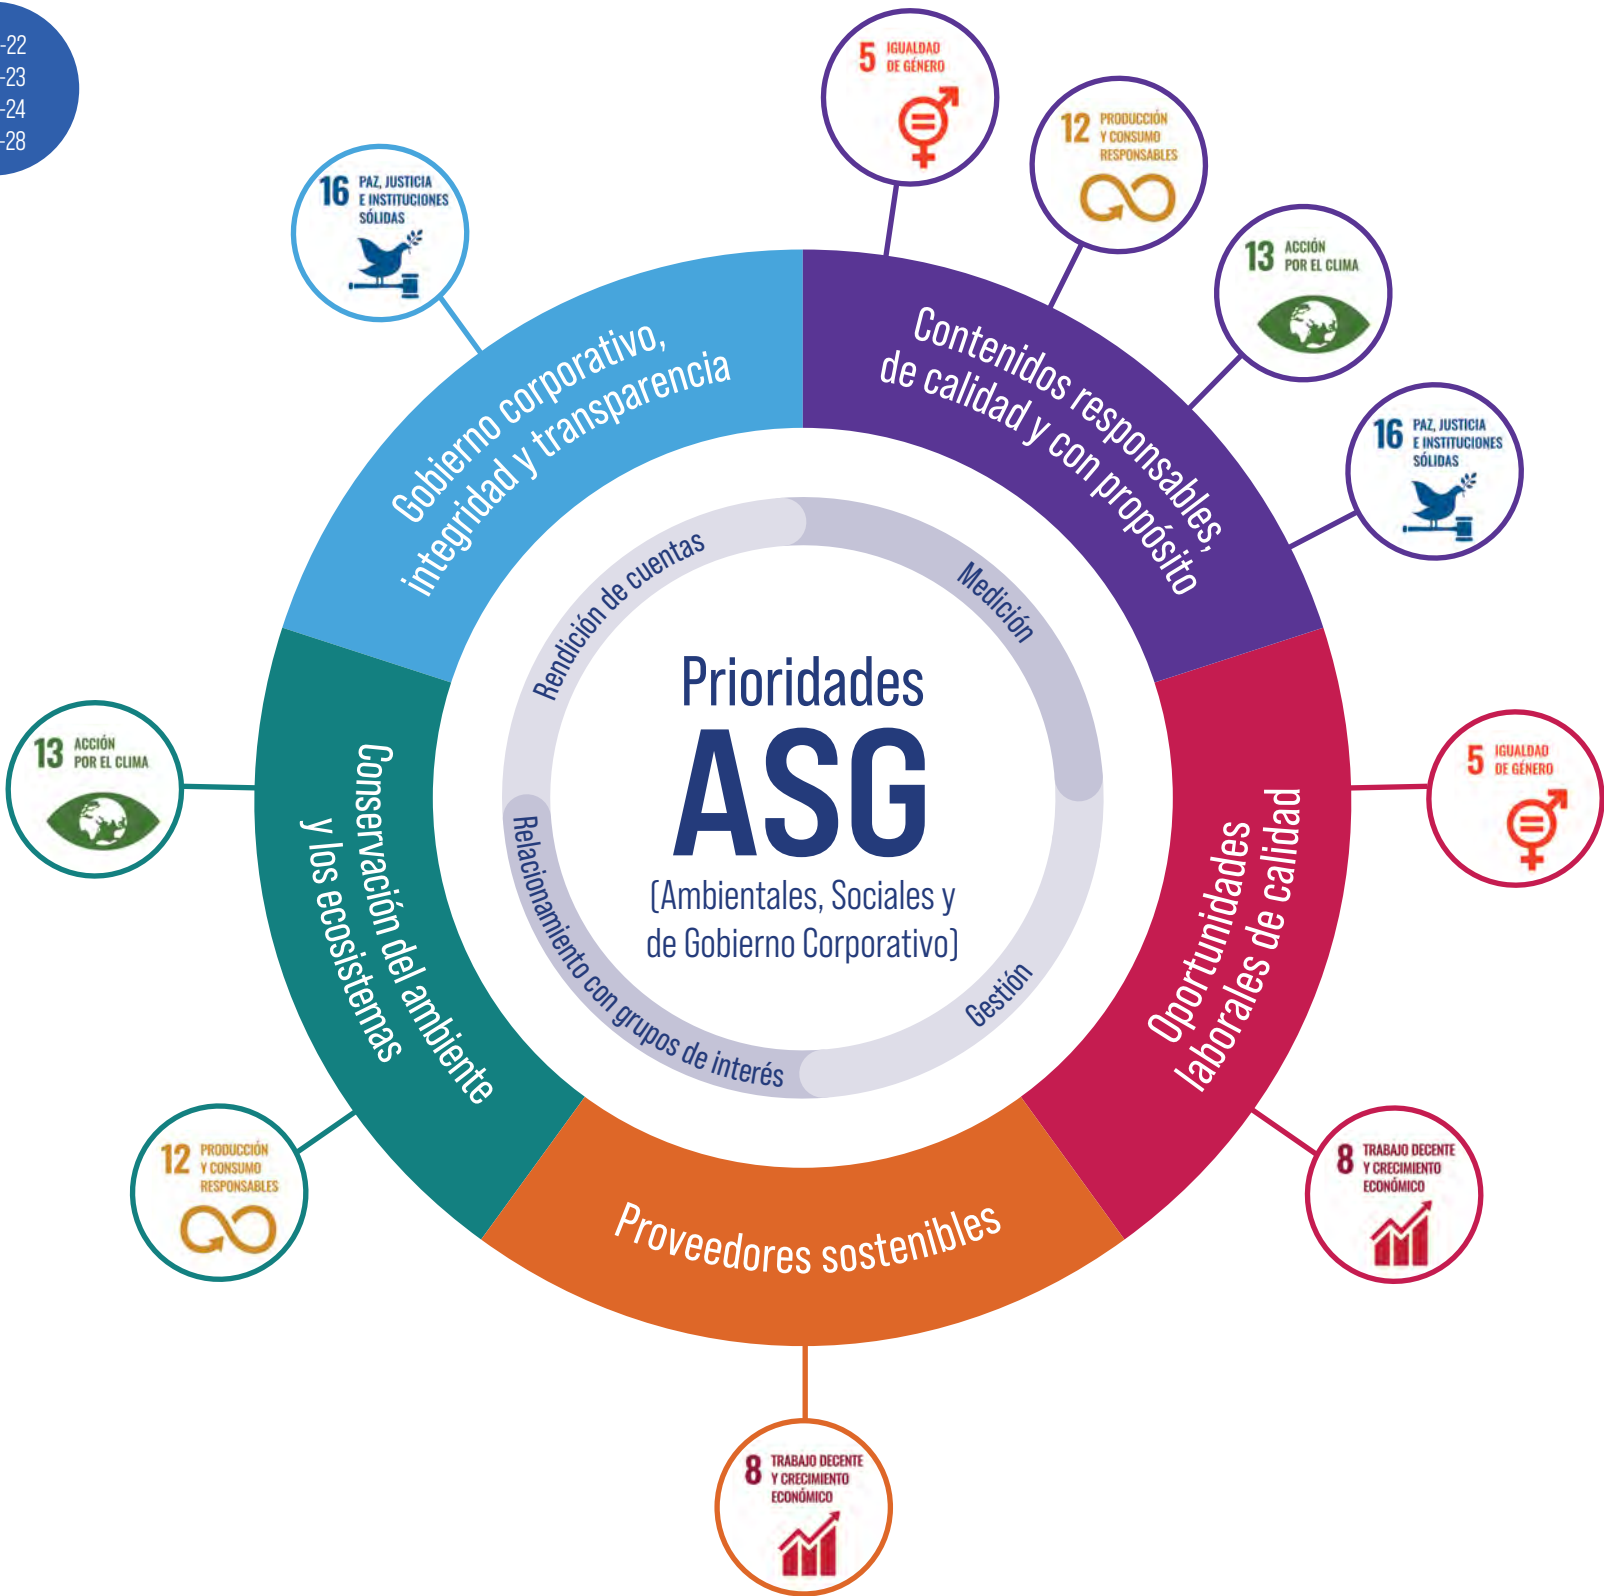 -22
-23
-24
-28
5 IGUALDAD
DE GÉNERO
12 PRODUCCIÓN
Y CONSUMO
RESPONSABLES
13 ACCIÓN
POR EL CLIMA
16 PAZ, JUSTICIA
E INSTITUCIONES
SÓLIDAS
Contenidos responsables,
de calidad y con propósito
5 IGUALDAD
DE GÉNERO
8 TRABAJO DECENTE
Y CRECIMIENTO
ECONÓMICO
Oportunidades
laborales de calidad
8 TRABAJO DECENTE
Y CRECIMIENTO
ECONÓMICO
Proveedores sostenibles
12 PRODUCCIÓN
Y CONSUMO
RESPONSABLES
13 ACCIÓN
POR EL CLIMA
Conservación del ambiente
y los ecosistemas
16 PAZ, JUSTICIA
E INSTITUCIONES
SÓLIDAS
Gobierno corporativo,
integridad y transparencia
Medición
Gestión
Relacionamiento con grupos de interés
Rendición de cuentas
Prioridades
ASG
(Ambientales, Sociales y
de Gobierno Corporativo)